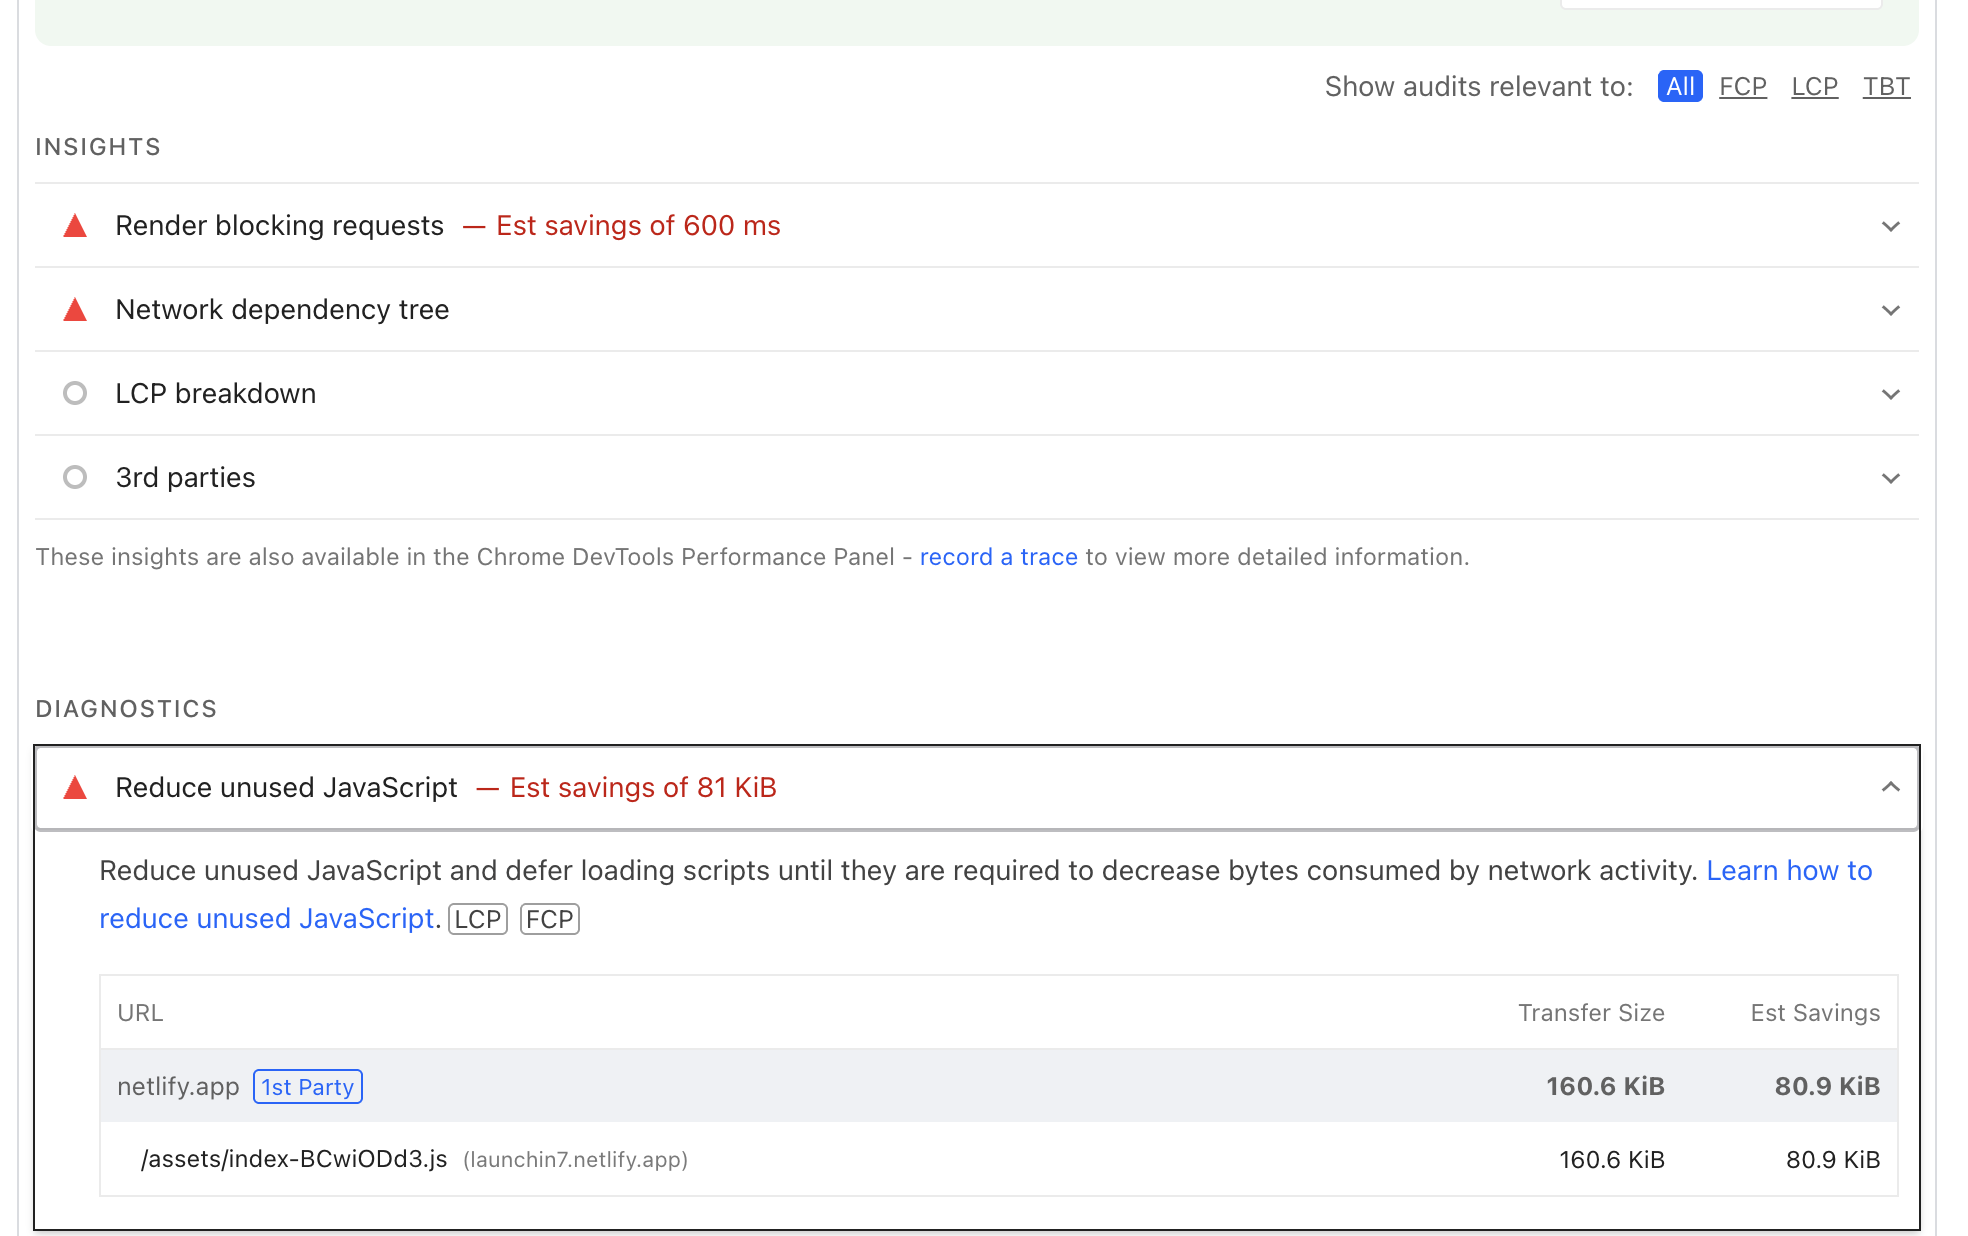 Show audits relevant to: All FCP LCP TBT
INSIGHTS
Render blocking requests — Est savings of 600 ms
Network dependency tree
LCP breakdown
3rd parties
These insights are also available in the Chrome DevTools Performance Panel - record a trace to view more detailed information.
DIAGNOSTICS
Reduce unused JavaScript — Est savings of 81 KiB
Reduce unused JavaScript and defer loading scripts until they are required to decrease bytes consumed by network activity. Learn how to
reduce unused JavaScript. LCP FCP
URL Transfer Size Est Savings
netlify.app 1st Party 160.6 KiB 80.9 KiB
/assets/index-BCwiODd3.js (launchin7.netlify.app) 160.6 KiB 80.9 KiB